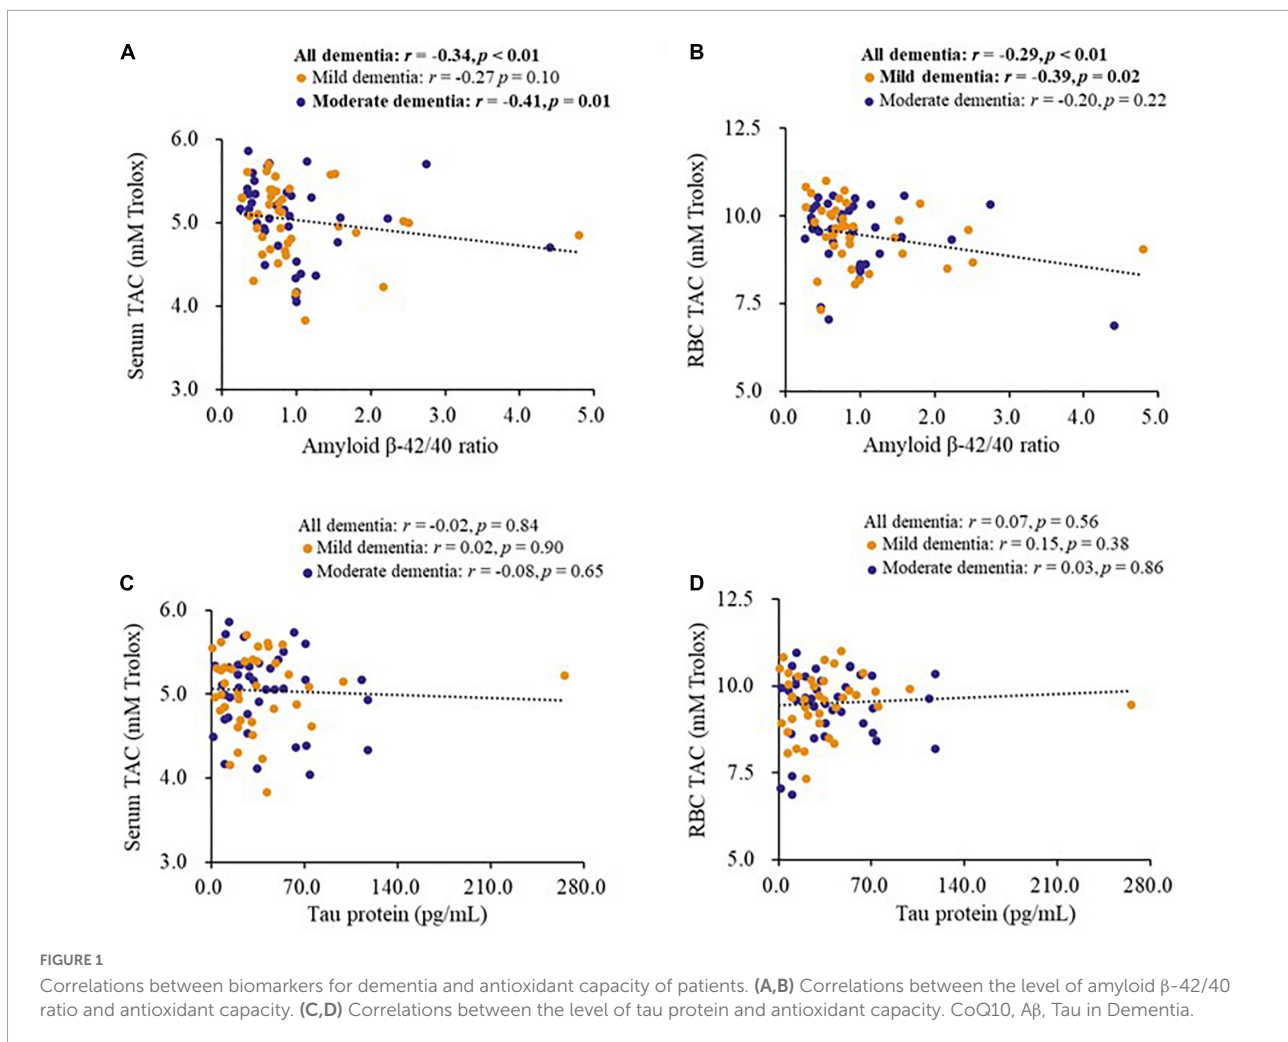 A
All dementia: r = -0.34, p < 0.01
Mild dementia: r = -0.27 p = 0.10
Moderate dementia: r = -0.41, p = 0.01
6.0
5.0
4.0
3.0
Serum TAC (mM Trolox)
0.0 1.0 2.0 3.0 4.0 5.0
Amyloid β-42/40 ratio
B
All dementia: r = -0.29, p < 0.01
Mild dementia: r = -0.39, p = 0.02
Moderate dementia: r = -0.20, p = 0.22
12.5
10.0
7.5
5.0
RBC TAC (mM Trolox)
0.0 1.0 2.0 3.0 4.0 5.0
Amyloid β-42/40 ratio
C
All dementia: r = -0.02, p = 0.84
Mild dementia: r = 0.02, p = 0.90
Moderate dementia: r = -0.08, p = 0.65
6.0
5.0
4.0
3.0
Serum TAC (mM Trolox)
0.0 70.0 140.0 210.0 280.0
Tau protein (pg/mL)
D
All dementia: r = 0.07, p = 0.56
Mild dementia: r = 0.15, p = 0.38
Moderate dementia: r = 0.03, p = 0.86
12.5
10.0
7.5
5.0
RBC TAC (mM Trolox)
0.0 70.0 140.0 210.0 280.0
Tau protein (pg/mL)
FIGURE 1
Correlations between biomarkers for dementia and antioxidant capacity of patients. (A,B) Correlations between the level of amyloid β-42/40
ratio and antioxidant capacity. (C,D) Correlations between the level of tau protein and antioxidant capacity. CoQ10, Aβ, Tau in Dementia.